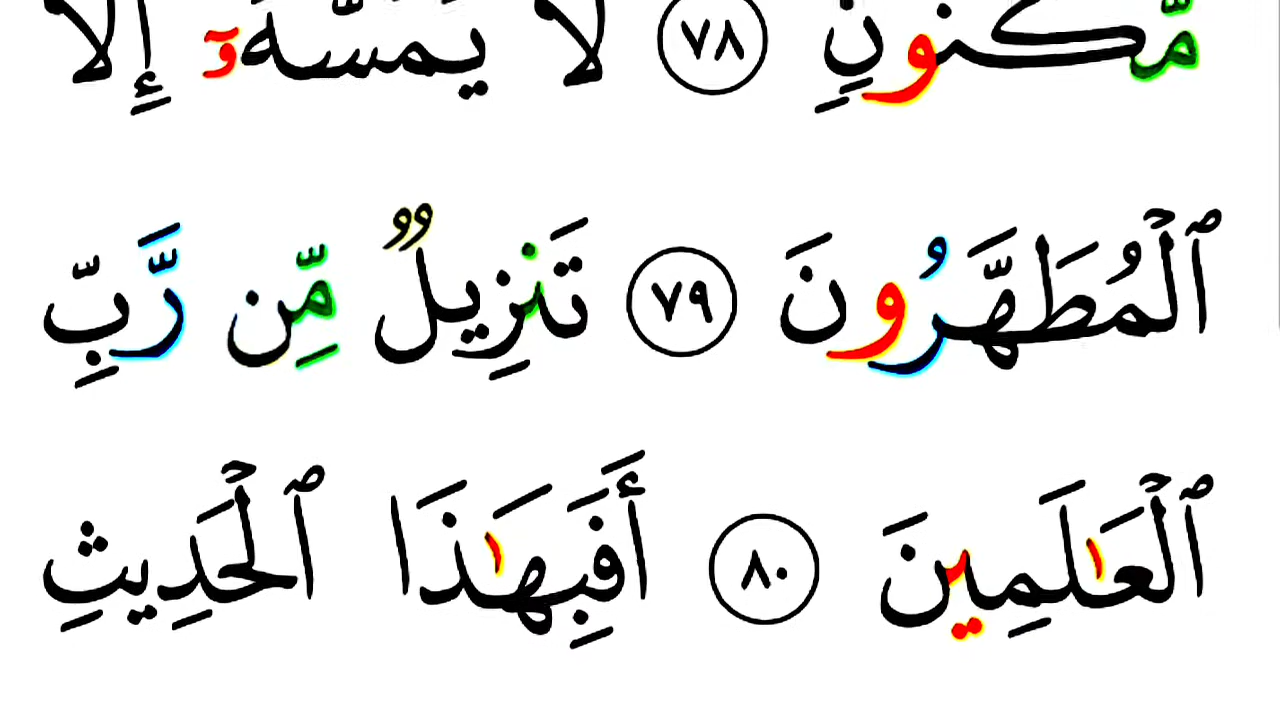 مَّكْنُونٍ ٧٨ لَا يَمَسُّهُۥٓ إِلَّا
ٱلْمُطَهَّرُونَ ٧٩ تَنزِيلٌ مِّن رَّبِّ
ٱلْعَـٰلَمِينَ ٨٠ أَفَبِهَـٰذَا ٱلْحَدِيثِ